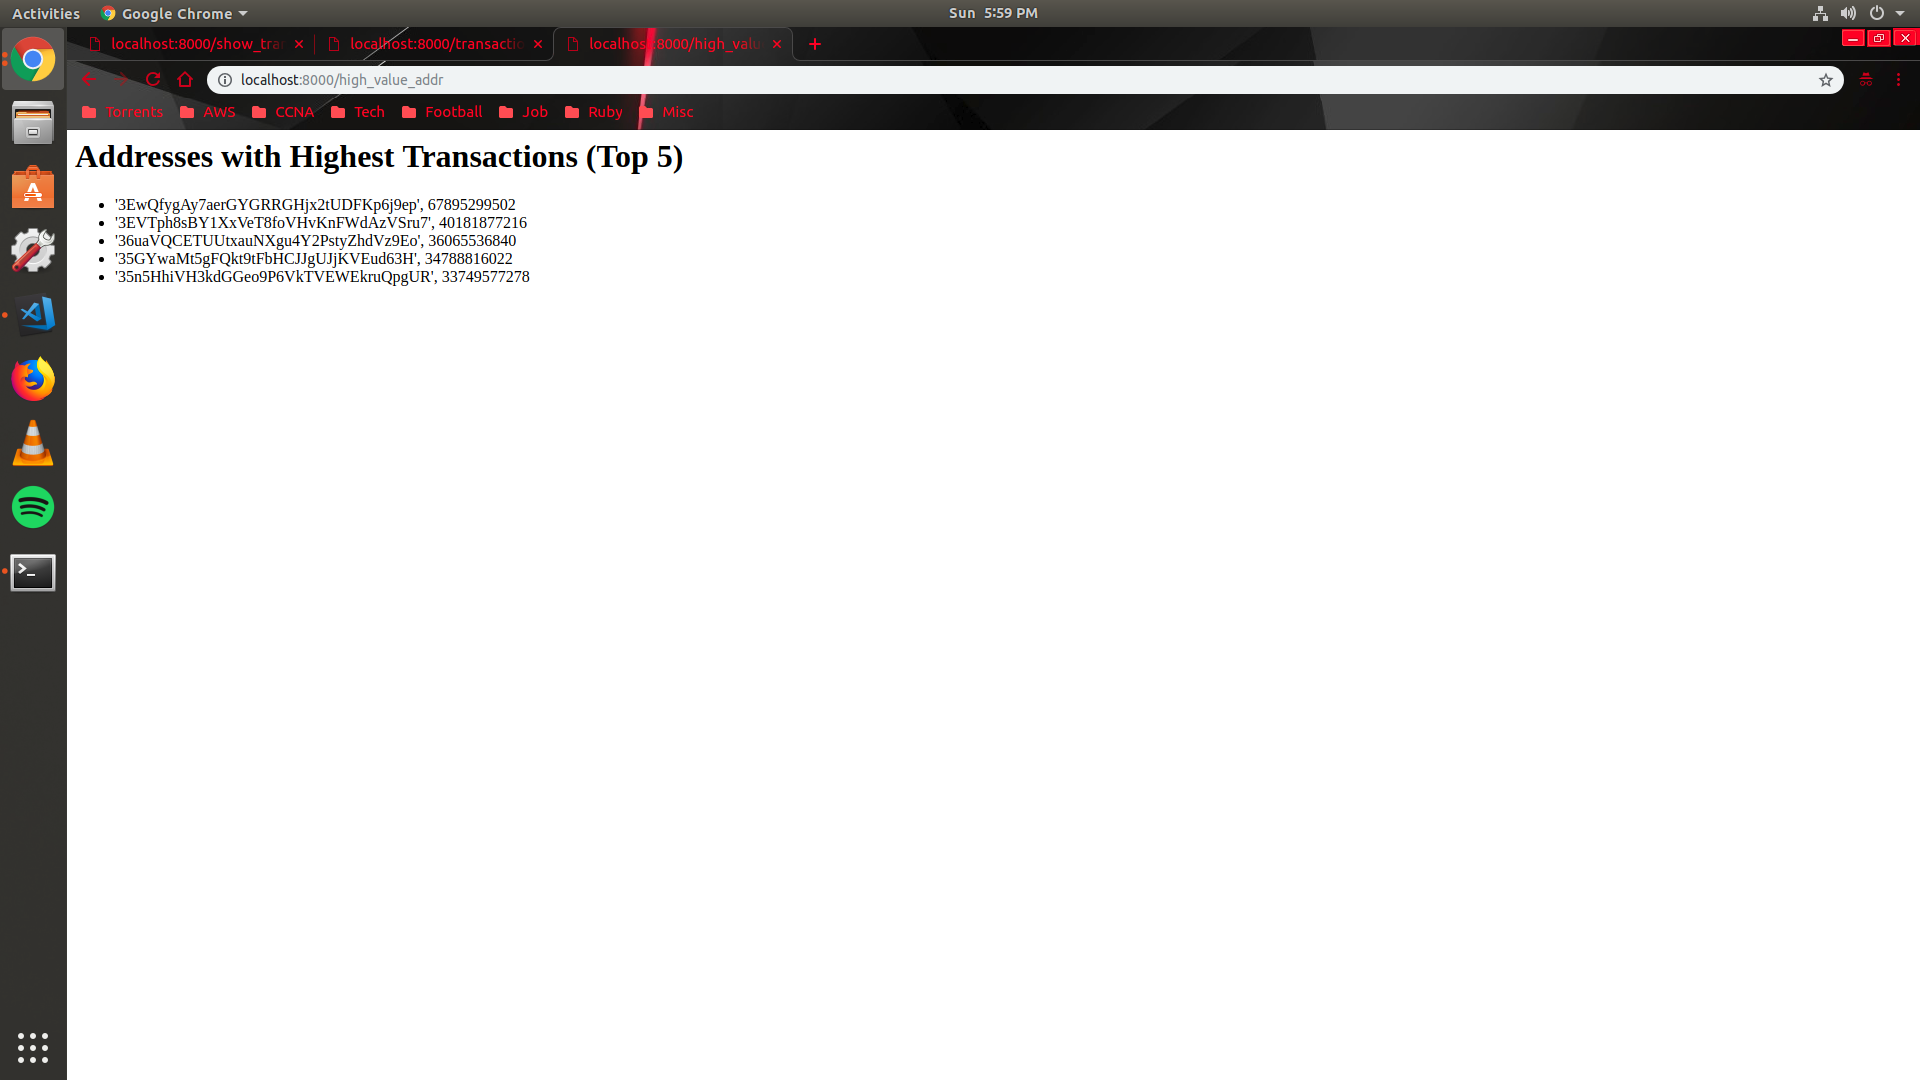 Activities Google Chrome Sun 5:59 PM
localhost:8000/show_tra localhost:8000/transactio localhost:8000/high_valu
localhost:8000/high_value_addr
Torrents AWS CCNA Tech Football Job Ruby Misc
Addresses with Highest Transactions (Top 5)
'3EwQfygAy7aerGYGRRGHjx2tUDFKp6j9ep', 67895299502
'3EVTph8sBY1XxVeT8foVHvKnFWdAzVSru7', 40181877216
'36uaVQCETUUtxauNXgu4Y2PstyZhdVz9Eo', 36065536840
'35GYwaMt5gFQkt9tFbHCJJgUJjKVEud63H', 34788816022
'35n5HhiVH3kdGGeo9P6VkTVEWEkruQpgUR', 33749577278